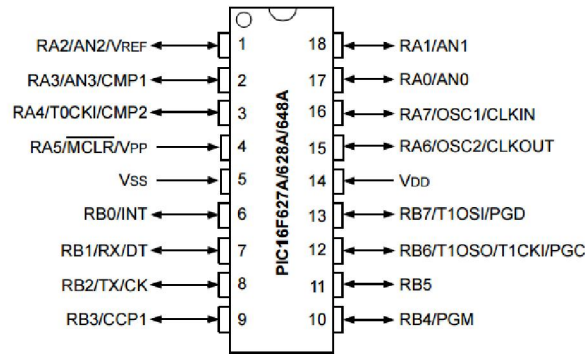 RA2/AN2/VREF 1 18 RA1/AN1
RA3/AN3/CMP1 2 17 RA0/AN0
RA4/T0CKI/CMP2 3 16 RA7/OSC1/CLKIN
RA5/MCLR/VPP 4 15 RA6/OSC2/CLKOUT
VSS 5 14 VDD
RB0/INT 6 13 RB7/T1OSI/PGD
RB1/RX/DT 7 12 RB6/T1OSO/T1CKI/PGC
RB2/TX/CK 8 11 RB5
RB3/CCP1 9 10 RB4/PGM
PIC16F627A/628A/648A